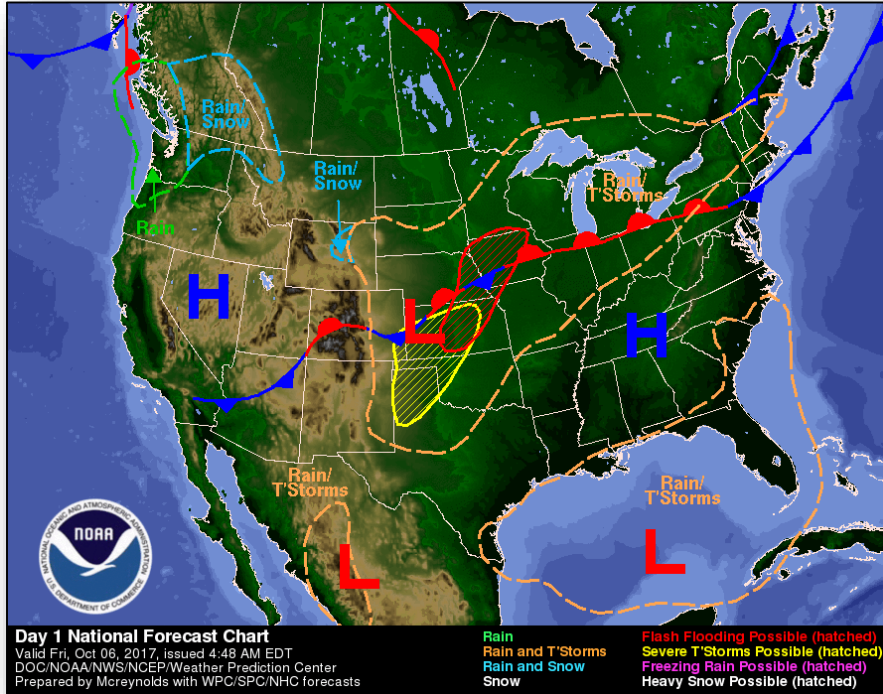 Rain/
Snow
Rain/
Snow
Rain
Rain/
T'Storms
H
L
H
Rain/
T'Storms
L
Rain/
T'Storms
L
NATIONAL OCEANIC AND ATMOSPHERIC ADMINISTRATION
NOAA
U.S. DEPARTMENT OF COMMERCE
Day 1 National Forecast Chart
Valid Fri, Oct 06, 2017, issued 4:48 AM EDT
DOC/NOAA/NWS/NCEP/Weather Prediction Center
Prepared by Mcreynolds with WPC/SPC/NHC forecasts
Rain
Rain and T'Storms
Rain and Snow
Snow
Flash Flooding Possible (hatched)
Severe T'Storms Possible (hatched)
Freezing Rain Possible (hatched)
Heavy Snow Possible (hatched)